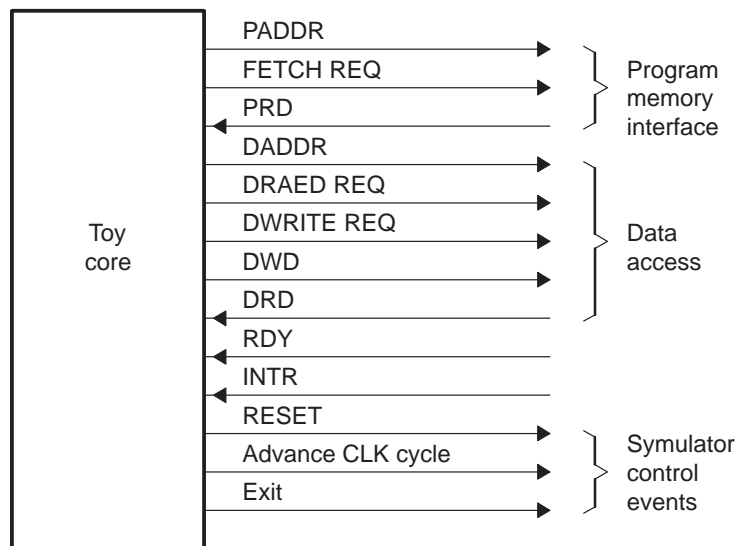 Toy
core
PADDR
FETCH REQ
PRD
DADDR
DRAED REQ
DWRITE REQ
DWD
DRD
RDY
INTR
RESET
Advance CLK cycle
Exit
Program
memory
interface
Data
access
Symulator
control
events